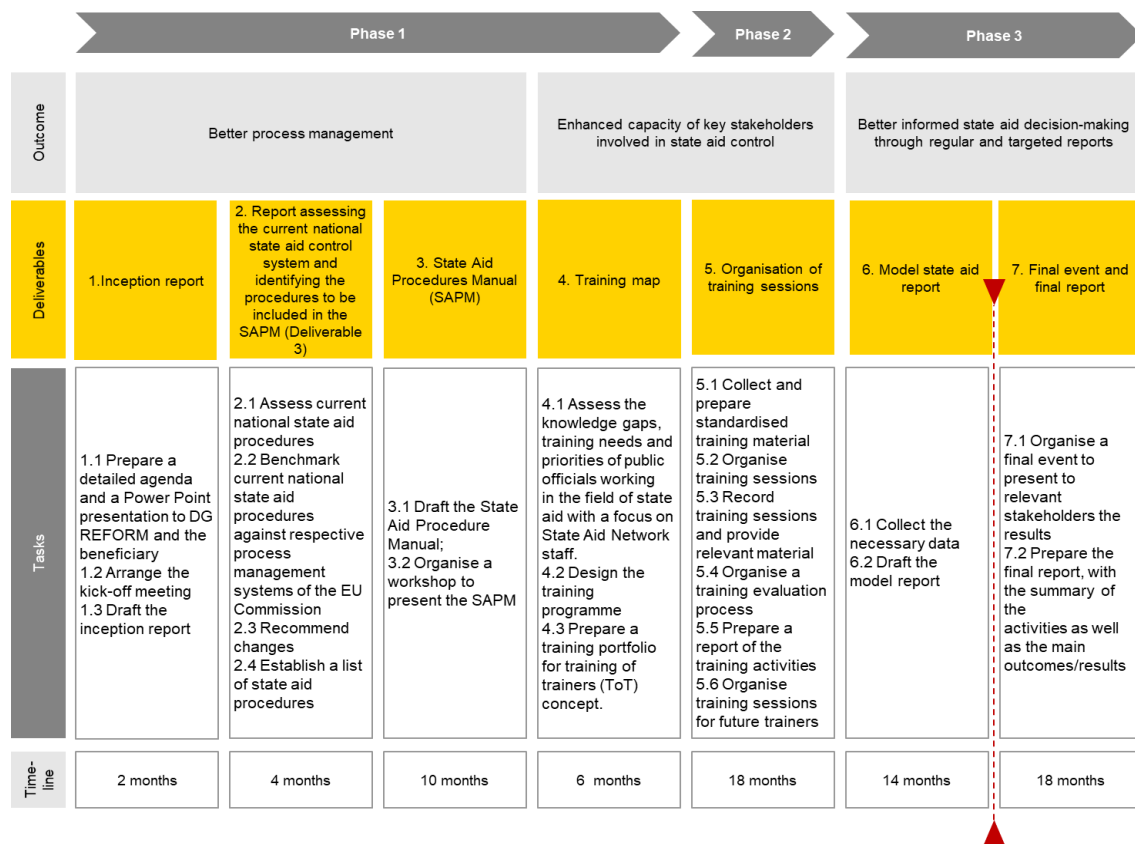 Phase 1
Phase 2
Phase 3
Outcome
Better process management
Enhanced capacity of key stakeholders
involved in state aid control
Better informed state aid decision-making
through regular and targeted reports
Deliverables
1.Inception report
2. Report assessing
the current national
state aid control
system and
identifying the
procedures to be
included in the
SAPM (Deliverable
3)
3. State Aid
Procedures Manual
(SAPM)
4. Training map
5. Organisation of
training sessions
6. Model state aid
report
7. Final event and
final report
Tasks
1.1 Prepare a
detailed agenda
and a Power Point
presentation to DG
REFORM and the
beneficiary
1.2 Arrange the
kick-off meeting
1.3 Draft the
inception report
2.1 Assess current
national state aid
procedures
2.2 Benchmark
current national
state aid
procedures
against respective
process
management
systems of the EU
Commission
2.3 Recommend
changes
2.4 Establish a list
of state aid
procedures
3.1 Draft the State
Aid Procedure
Manual;
3.2 Organise a
workshop to
present the SAPM
4.1 Assess the
knowledge gaps,
training needs and
priorities of public
officials working
in the field of state
aid with a focus on
State Aid Network
staff.
4.2 Design the
training
programme
4.3 Prepare a
training portfolio
for training of
trainers (ToT)
concept.
5.1 Collect and
prepare
standardised
training material
5.2 Organise
training sessions
5.3 Record
training sessions
and provide
relevant material
5.4 Organise a
training evaluation
process
5.5 Prepare a
report of the
training activities
5.6 Organise
training sessions
for future trainers
6.1 Collect the
necessary data
6.2 Draft the
model report
7.1 Organise a
final event to
present to
relevant
stakeholders the
results
7.2 Prepare the
final report, with
the summary of
the
activities as well
as the main
outcomes/results
Time-
line
2 months
4 months
10 months
6 months
18 months
14 months
18 months